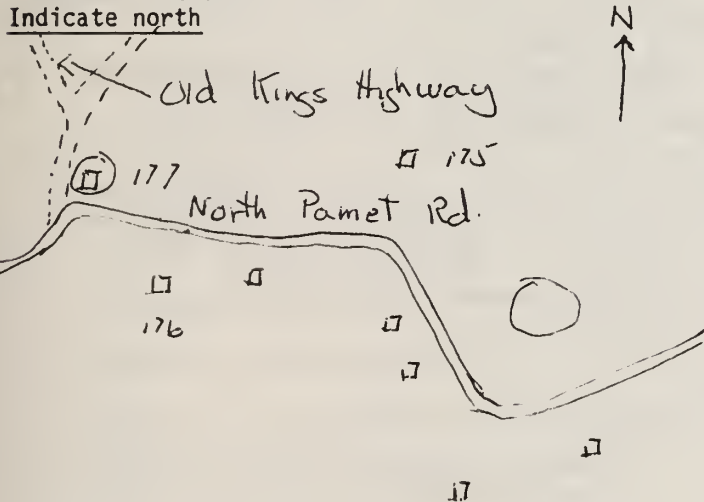 Indicate north
N
Old Kings Highway
175
177
North Pamet Rd.
176